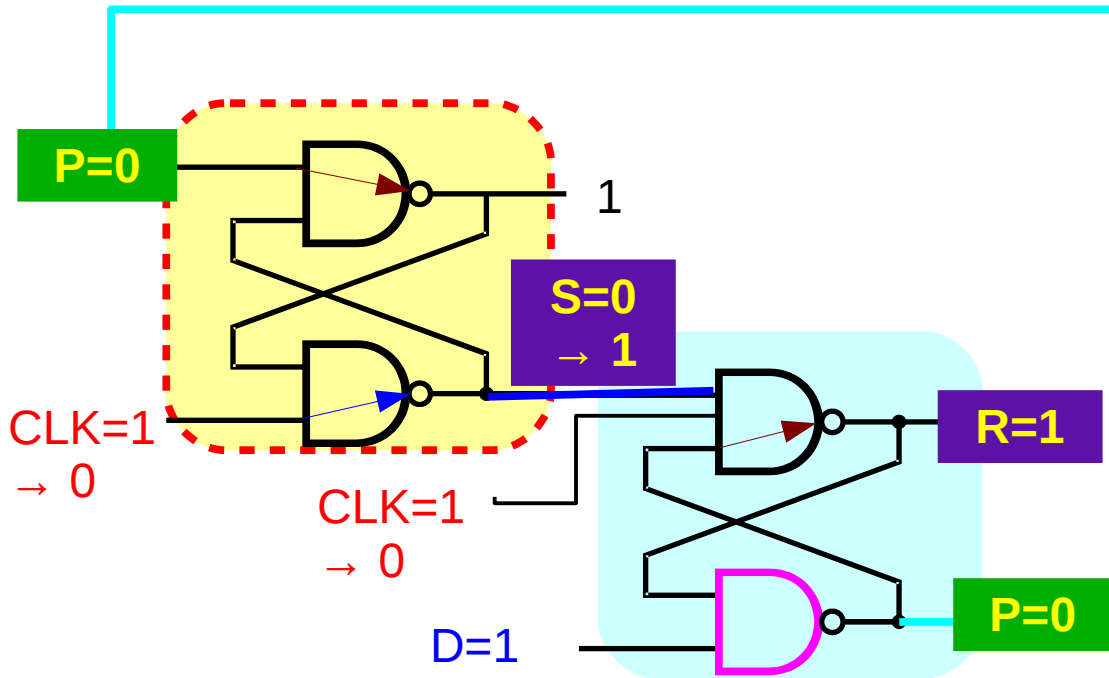 P=0
1
S=0
→ 1
CLK=1
→ 0
R=1
CLK=1
→ 0
P=0
D=1